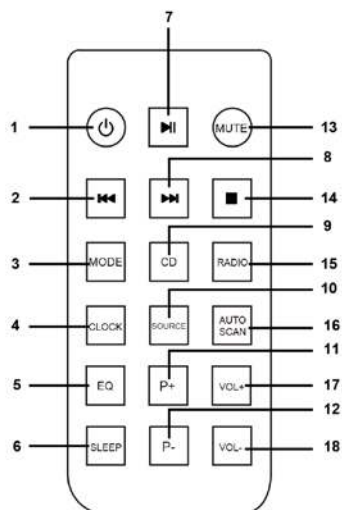 7
1
MUTE
13
8
2
14
9
3
MODE
CD
RADIO
15
10
4
CLOCK
SOURCE
AUTO
SCAN
16
11
5
EQ
P+
VOL+
17
12
6
SLEEP
P-
VOL-
18